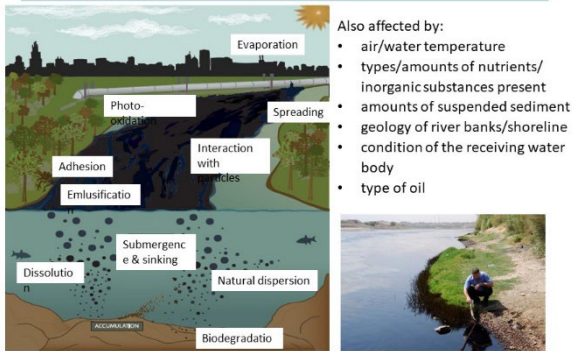 Evaporation
Photo-
oxidation
Spreading
Interaction
with
particles
Adhesion
Emlusificatio
n
Submergenc
e & sinking
Dissolutio
n
Natural dispersion
ACCUMULATION
Biodegradatio
Also affected by:
• air/water temperature
• types/amounts of nutrients/
inorganic substances present
• amounts of suspended sediment
• geology of river banks/shoreline
• condition of the receiving water
body
• type of oil